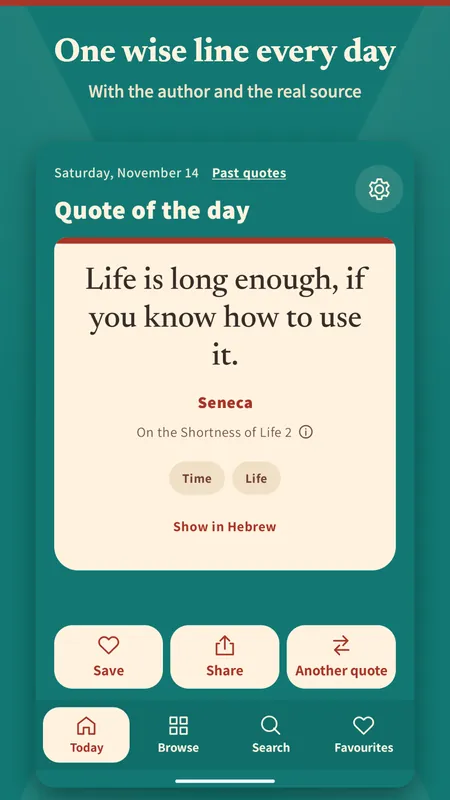 One wise line every day
With the author and the real source
Saturday, November 14 Past quotes
Quote of the day
Life is long enough, if
you know how to use
it.
Seneca
On the Shortness of Life 2
Time Life
Show in Hebrew
Save Share Another quote
Today Browse Search Favourites